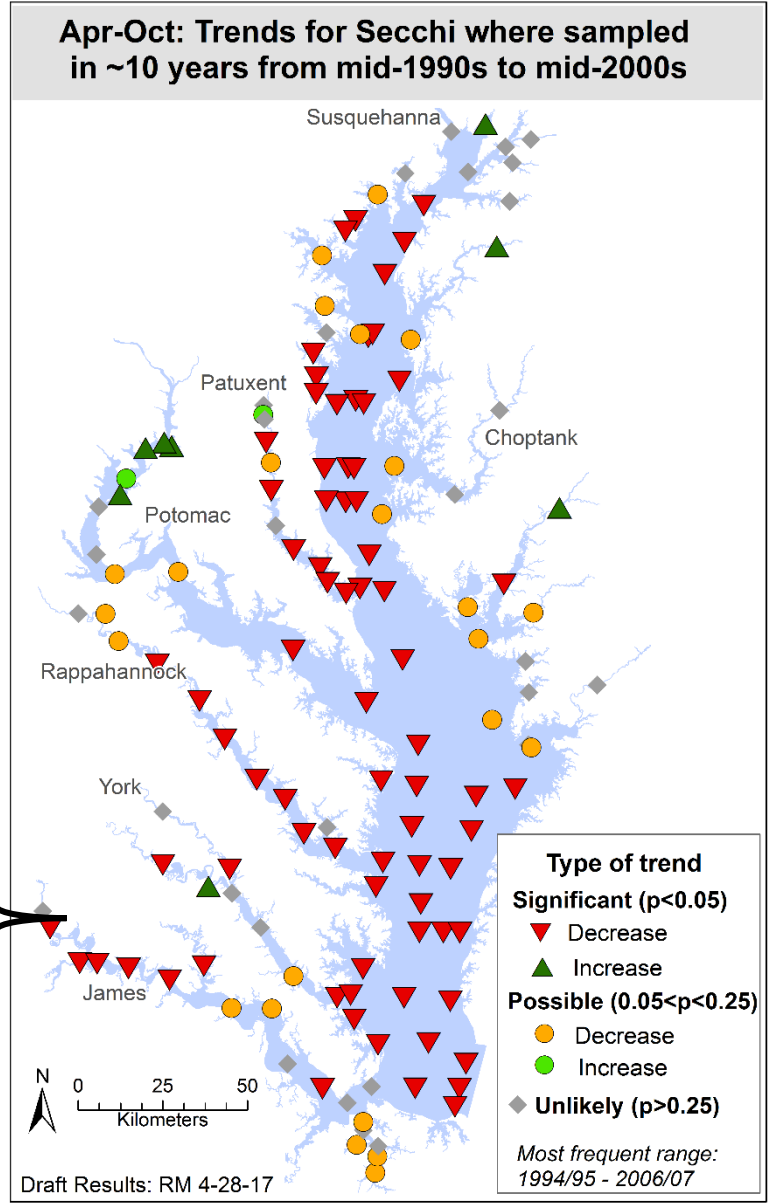 Apr-Oct: Trends for Secchi where sampled
in ~10 years from mid-1990s to mid-2000s
Susquehanna
Patuxent
Choptank
Potomac
Rappahannock
York
James
N
0 25 50
Kilometers
Draft Results: RM 4-28-17
Type of trend
Significant (p<0.05)
Decrease
Increase
Possible (0.05<p<0.25)
Decrease
Increase
Unlikely (p>0.25)
Most frequent range:
1994/95 - 2006/07